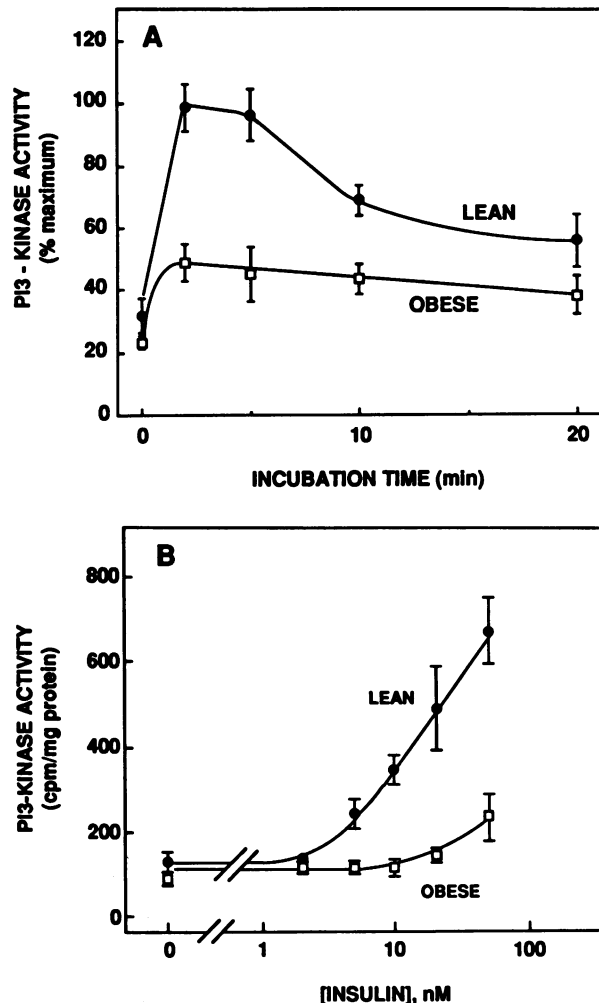 A
PI3 - KINASE ACTIVITY
(% maximum)
120
100
80
60
40
20
0
LEAN
OBESE
0
10
20
INCUBATION TIME (min)
B
PI3-KINASE ACTIVITY
(cpm/mg protein)
800
600
400
200
0
LEAN
OBESE
0
1
10
100
[INSULIN], nM